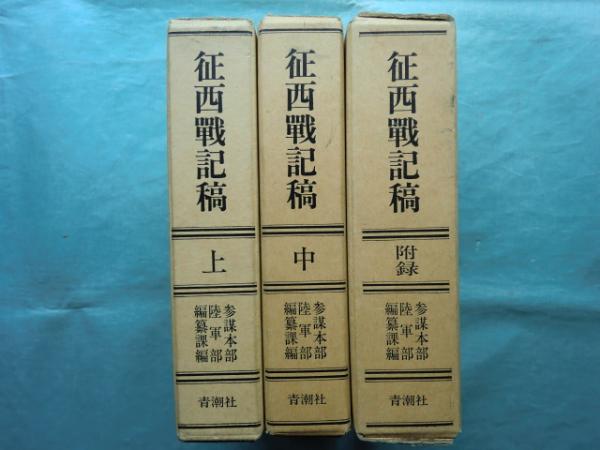 征西戰記稿
上
参謀本部
陸軍部
編纂課編
青潮社
征西戰記稿
中
参謀本部
陸軍部
編纂課編
青潮社
征西戰記稿
附録
参謀本部
陸軍部
編纂課編
青潮社